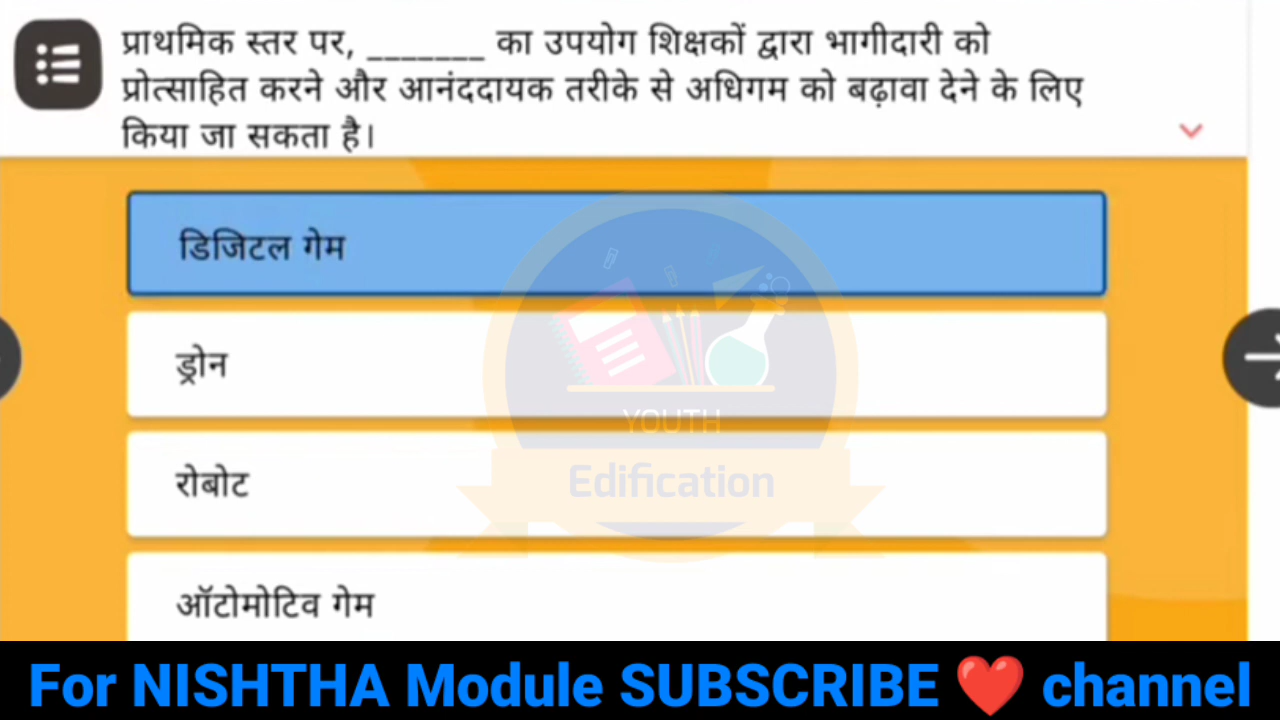 प्राथमिक स्तर पर, _______ का उपयोग शिक्षकों द्वारा भागीदारी को
प्रोत्साहित करने और आनंददायक तरीके से अधिगम को बढ़ावा देने के लिए
किया जा सकता है।
डिजिटल गेम
ड्रोन
रोबोट
ऑटोमोटिव गेम
YOUTH
Edification
For NISHTHA Module SUBSCRIBE ❤️ channel